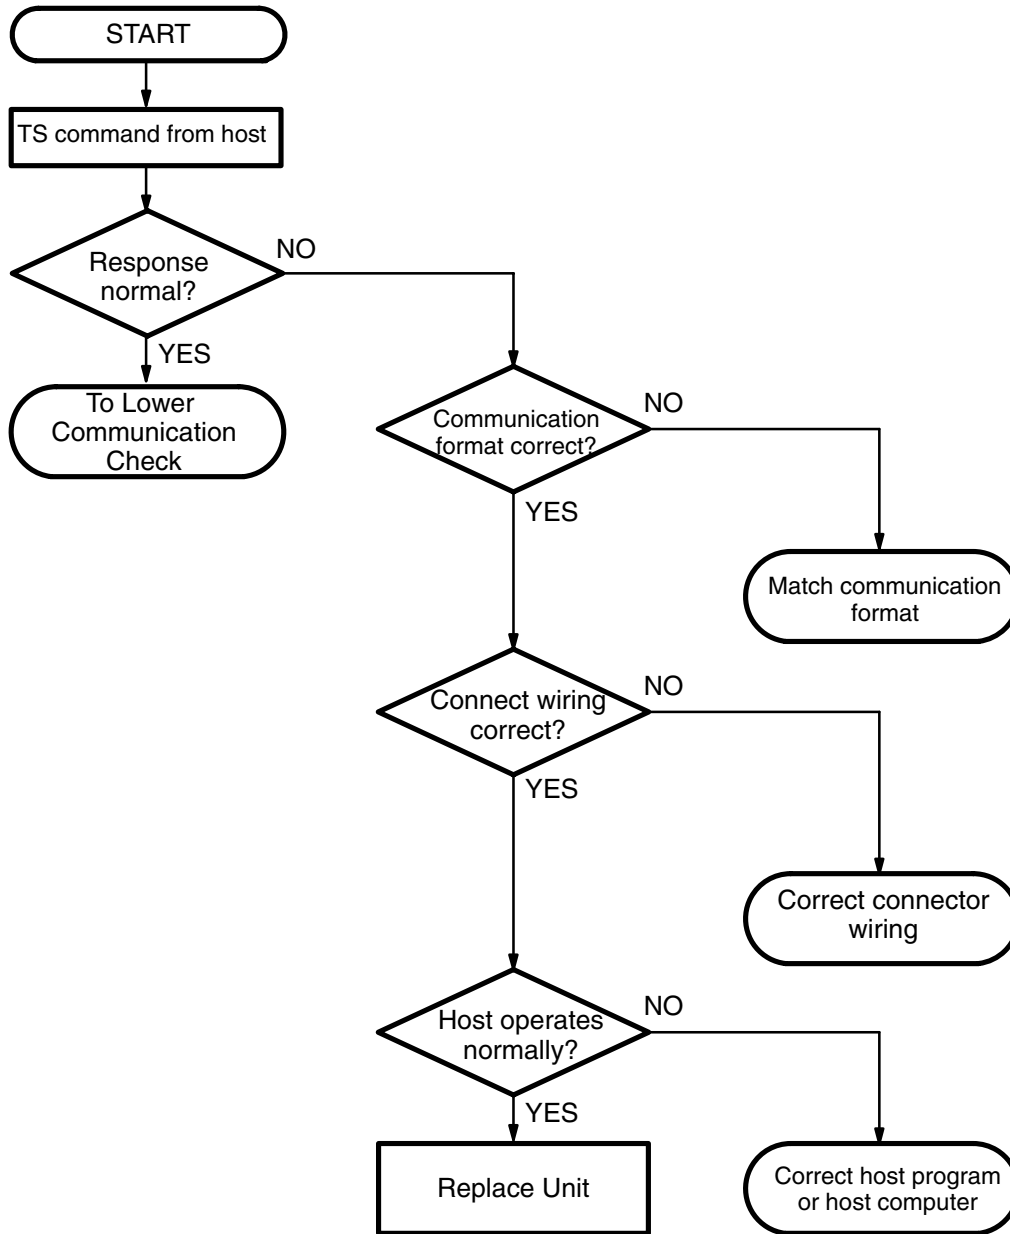 START
TS command from host
Response
normal?
NO
YES
To Lower
Communication
Check
Communication
format correct?
NO
YES
Match communication
format
Connect wiring
correct?
NO
YES
Correct connector
wiring
Host operates
normally?
NO
YES
Replace Unit
Correct host program
or host computer